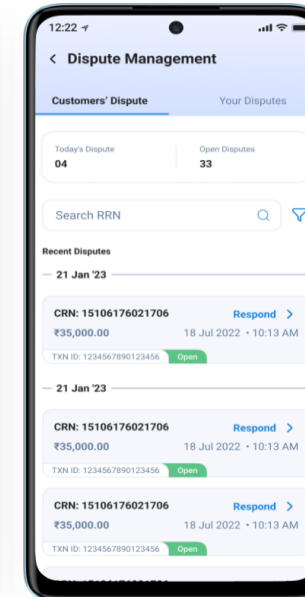 12:22
Dispute Management
Customers' Dispute Your Disputes
Today's Dispute Open Disputes
04 33
Search RRN
Recent Disputes
21 Jan '23
CRN: 15106176021706 Respond
₹35,000.00 18 Jul 2022 • 10:13 AM
TXN ID: 1234567890123456 Open
21 Jan '23
CRN: 15106176021706 Respond
₹35,000.00 18 Jul 2022 • 10:13 AM
TXN ID: 1234567890123456 Open
CRN: 15106176021706 Respond
₹35,000.00 18 Jul 2022 • 10:13 AM
TXN ID: 1234567890123456 Open